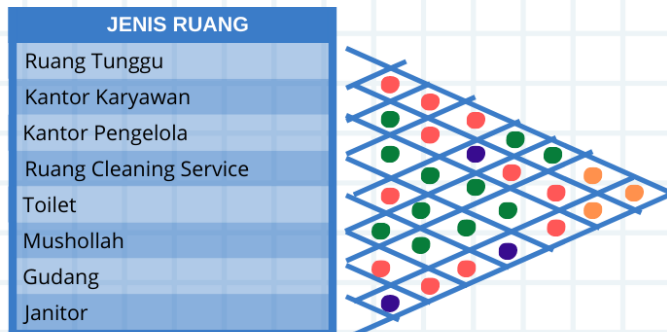 JENIS RUANG
Ruang Tunggu
Kantor Karyawan
Kantor Pengelola
Ruang Cleaning Service
Toilet
Mushollah
Gudang
Janitor